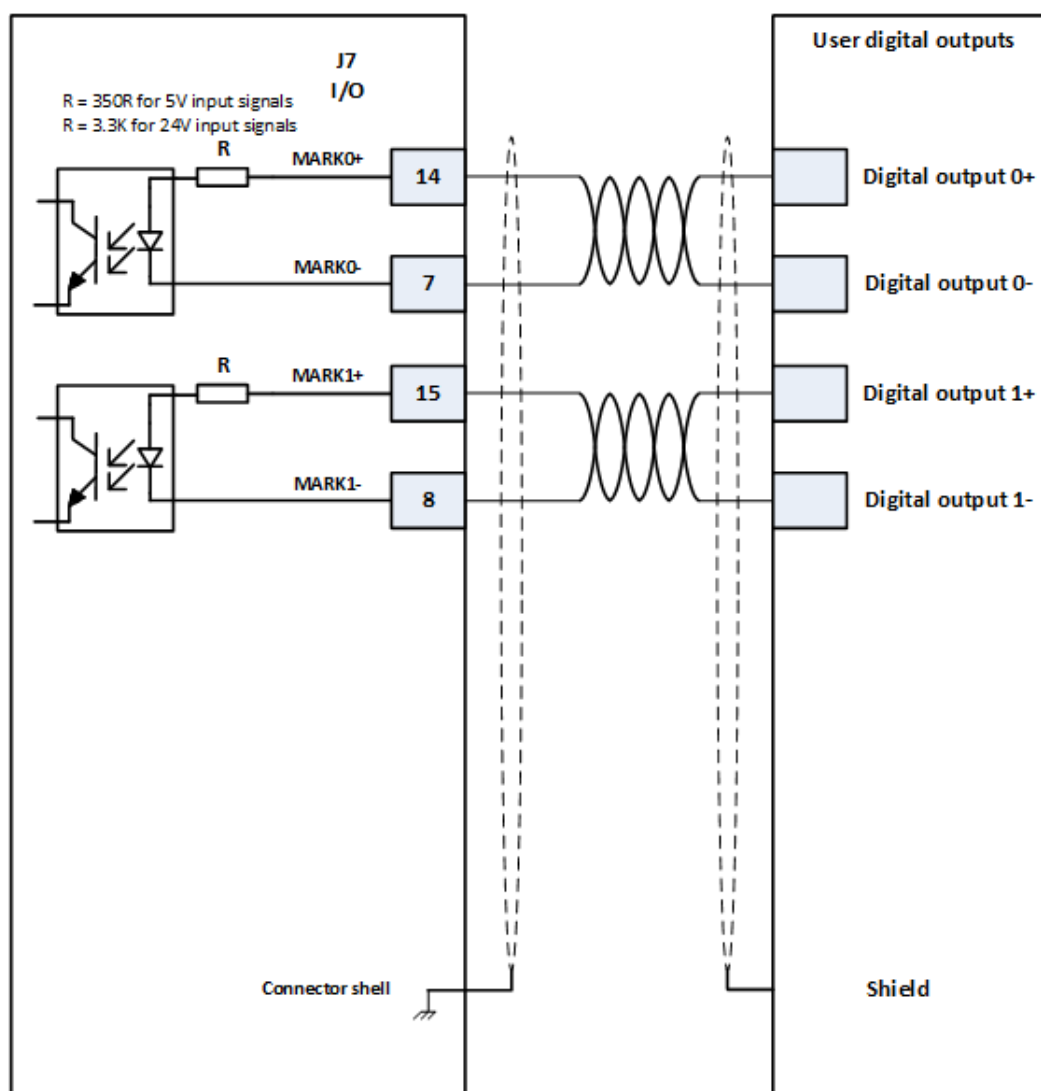 User digital outputs
J7
I/O
R = 350R for 5V input signals
R = 3.3K for 24V input signals
R
MARK0+
14
Digital output 0+
MARK0-
7
Digital output 0-
R
MARK1+
15
Digital output 1+
MARK1-
8
Digital output 1-
Connector shell
Shield